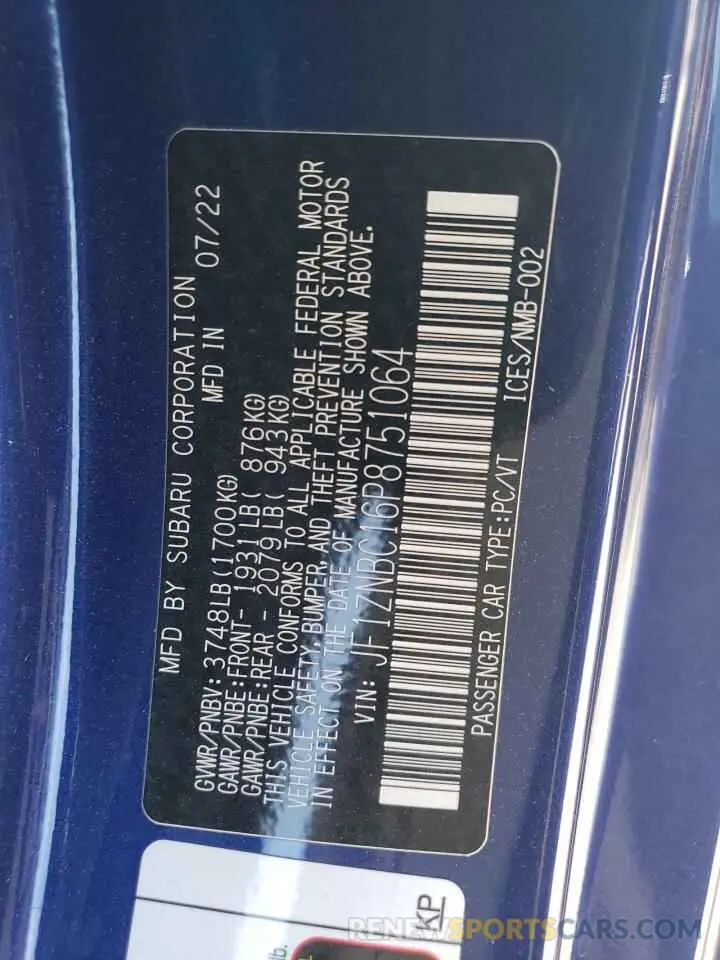 MFD BY SUBARU CORPORATION
MFD IN 07/22
GVWR/PNBV: 3748LB(1700KG)
GAWR/PNBE:FRONT- 1931LB( 876KG)
GAWR/PNBE:REAR - 2079LB( 943KG)
THIS VEHICLE CONFORMS TO ALL APPLICABLE FEDERAL MOTOR
VEHICLE SAFETY, BUMPER, AND THEFT PREVENTION STANDARDS
IN EFFECT ON THE DATE OF MANUFACTURE SHOWN ABOVE.
VIN: JF1ZNBC16P8751064
PASSENGER CAR TYPE:PC/VT ICES/NMB-002
KP
lb.
RENEWSPORTSCARS.COM